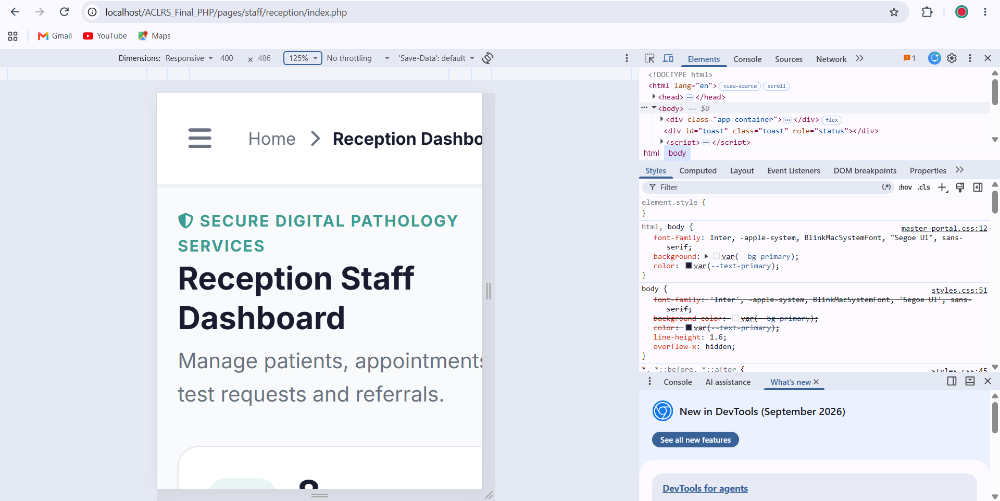 localhost/ACLRS_Final_PHP/pages/staff/reception/index.php
Gmail YouTube Maps
Dimensions: Responsive 400 × 486 125% No throttling 'Save-Data': default
Home Reception Dashbo
SECURE DIGITAL PATHOLOGY
SERVICES
Reception Staff
Dashboard
Manage patients, appointments
test requests and referrals.
8
Elements Console Sources Network 1
<!DOCTYPE html>
<html lang="en"> view-source scroll
<head> ••• </head>
••• <body> == $0
<div class="app-container"> ••• </div> flex
<div id="toast" class="toast" role="status"></div>
<script> ••• </script>
html body
Styles Computed Layout Event Listeners DOM breakpoints Properties
Filter (.*) :hov .cls
element.style {
}
html, body { master-portal.css:12
font-family: Inter, -apple-system, BlinkMacSystemFont, "Segoe UI", sans-
serif;
background: var(--bg-primary);
color: var(--text-primary);
}
body { styles.css:51
font-family: 'Inter', -apple-system, BlinkMacSystemFont, 'Segoe UI', sans-
serif;
background-color: var(--bg-primary);
color: var(--text-primary);
line-height: 1.6;
overflow-x: hidden;
}
*, *::before, *::after { styles.css:45
Console AI assistance What's new
New in DevTools (September 2026)
See all new features
DevTools for agents